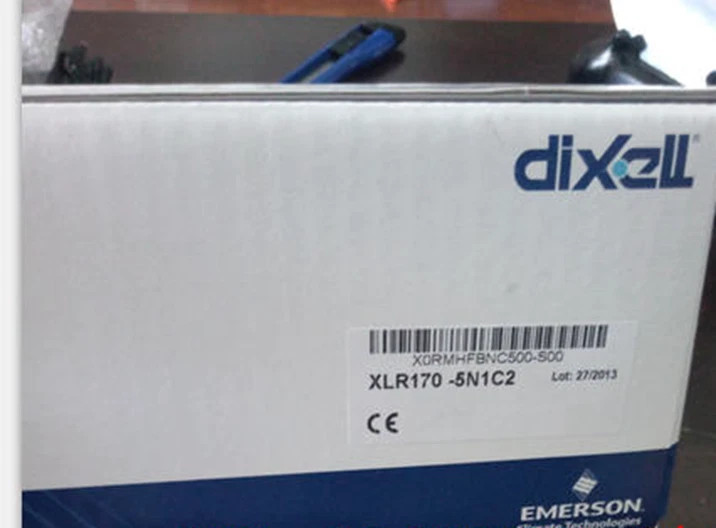 dixell®
X0RMHFBNC500-S00
XLR170 -5N1C2
Lot: 27/2013
CE
EMERSON.
Climate Technologies